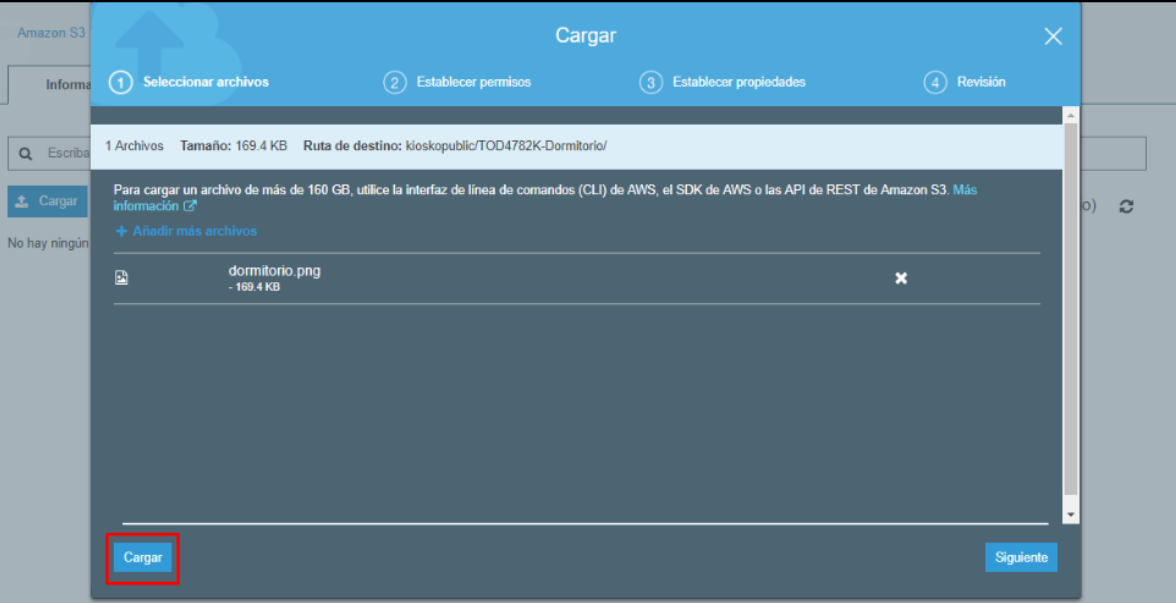 Amazon S3
Cargar
1 Seleccionar archivos 2 Establecer permisos 3 Establecer propiedades 4 Revisión
Informa
1 Archivos Tamaño: 169.4 KB Ruta de destino: kioskopublic/TOD4782K-Dormitorio/
Escriba
Para cargar un archivo de más de 160 GB, utilice la interfaz de línea de comandos (CLI) de AWS, el SDK de AWS o las API de REST de Amazon S3. Más
información
Cargar
o)
+ Añadir más archivos
No hay ningún
dormitorio.png
- 169.4 KB
Cargar
Siguiente